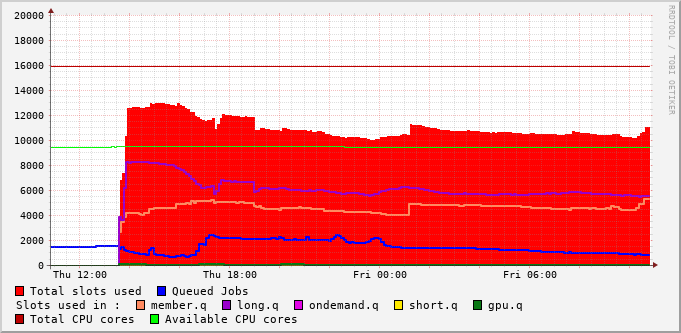 RRDTOOL / TOBI OETIKER
20000
18000
16000
14000
12000
10000
8000
6000
4000
2000
0
Thu 12:00 Thu 18:00 Fri 00:00 Fri 06:00
Total slots used Queued Jobs
Slots used in : member.q long.q ondemand.q short.q gpu.q
Total CPU cores Available CPU cores